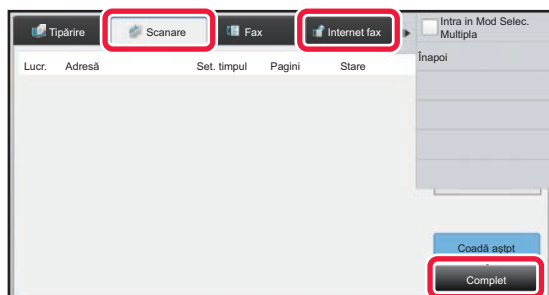 Tipărire Scanare Fax Internet fax
Intra in Mod Selec.
Multipla
Lucr. Adresă Set. timpul Pagini Stare
Înapoi
Coadă aştpt
Complet